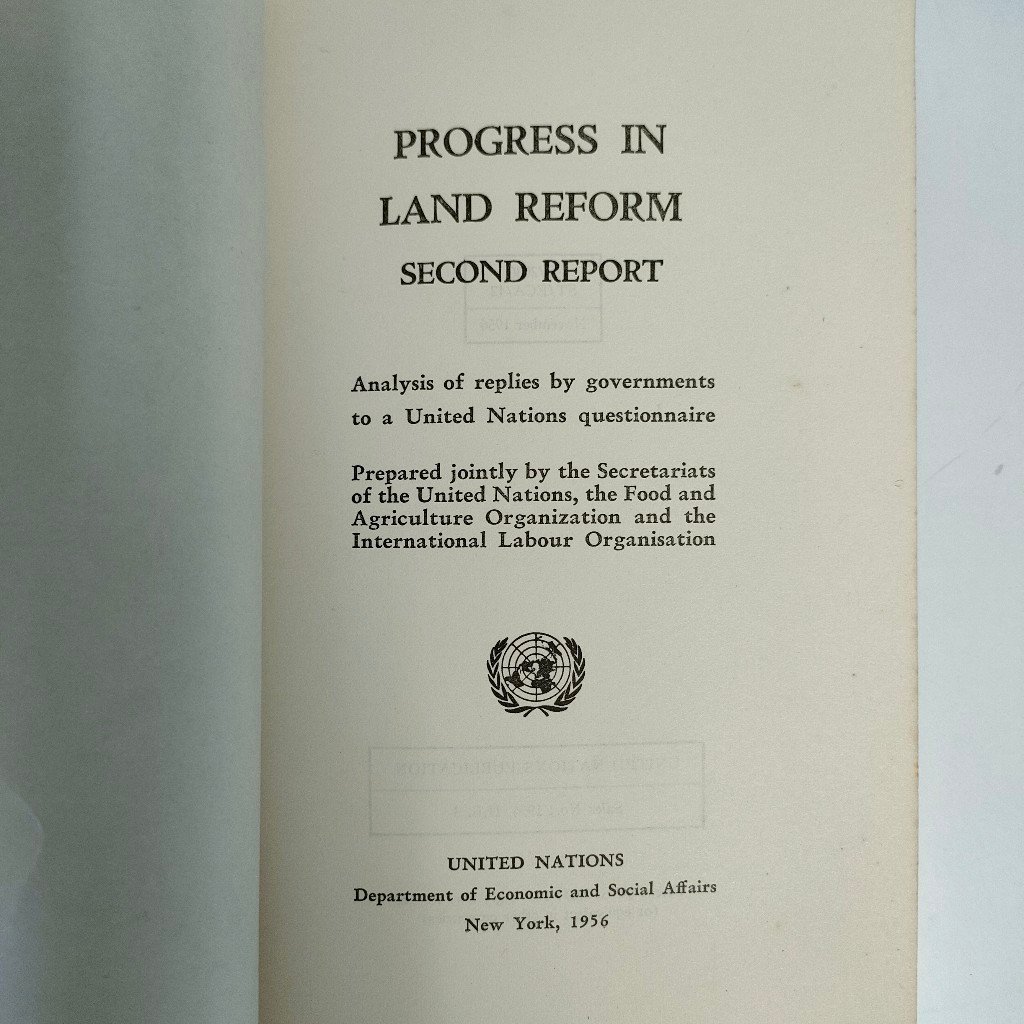 PROGRESS IN
LAND REFORM
SECOND REPORT
Analysis of replies by governments
to a United Nations questionnaire
Prepared jointly by the Secretariats
of the United Nations, the Food and
Agriculture Organization and the
International Labour Organisation
UNITED NATIONS
Department of Economic and Social Affairs
New York, 1956